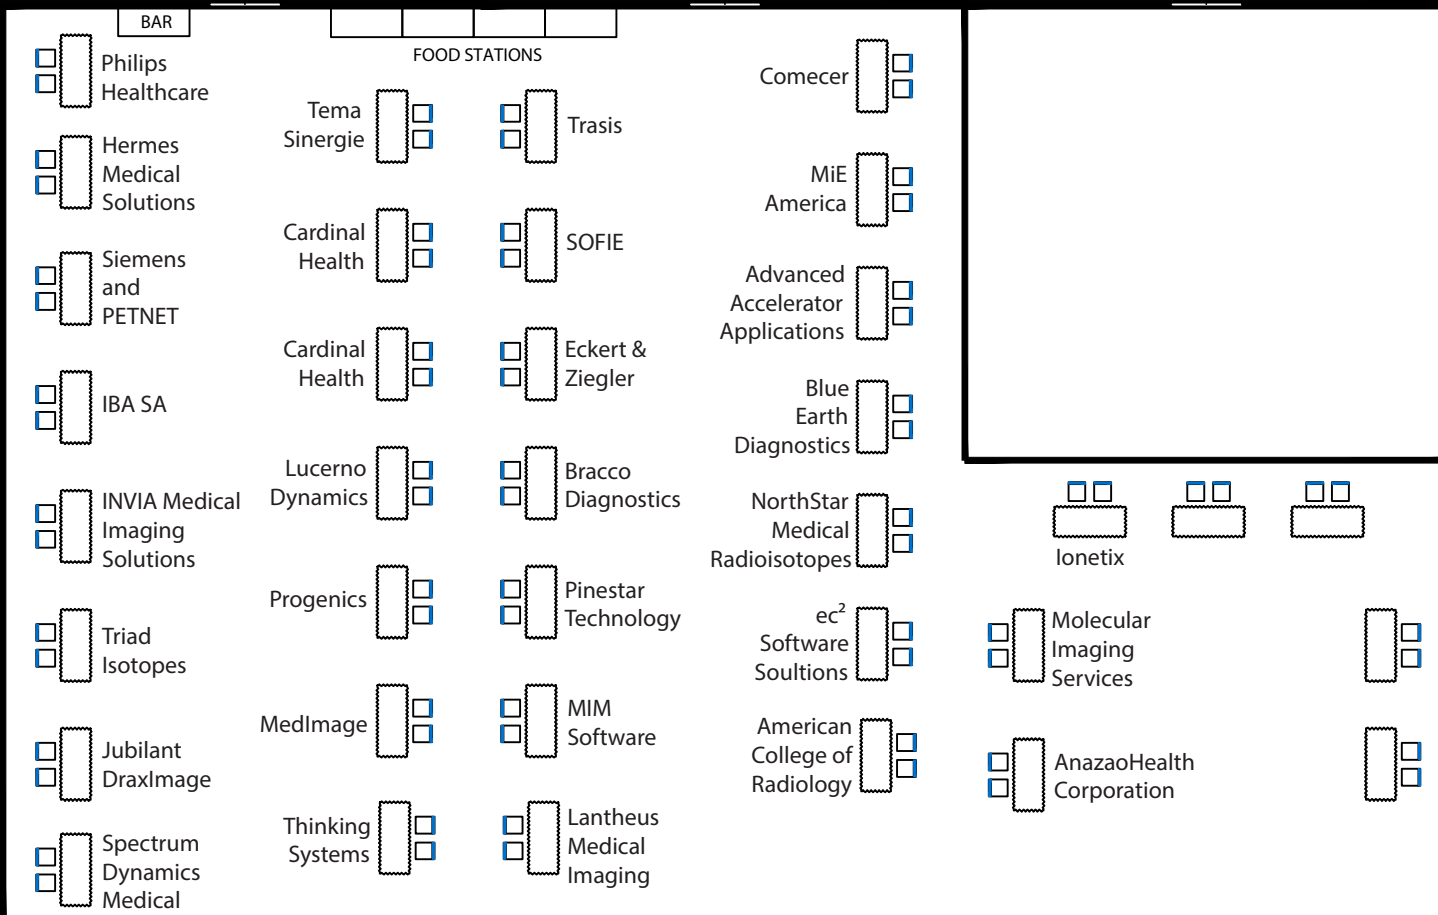 BAR
FOOD STATIONS
Philips
Healthcare
Hermes
Medical
Solutions
Siemens
and
PETNET
IBA SA
INVIA Medical
Imaging
Solutions
Triad
Isotopes
Jubilant
DraxImage
Spectrum
Dynamics
Medical
Tema
Sinergie
Cardinal
Health
Cardinal
Health
Lucerno
Dynamics
Progenics
MedImage
Thinking
Systems
Trasis
SOFIE
Eckert &
Ziegler
Bracco
Diagnostics
Pinestar
Technology
MIM
Software
Lantheus
Medical
Imaging
Comecer
MiE
America
Advanced
Accelerator
Applications
Blue
Earth
Diagnostics
NorthStar
Medical
Radioisotopes
ec²
Software
Soultions
American
College of
Radiology
Ionetix
Molecular
Imaging
Services
AnazaoHealth
Corporation